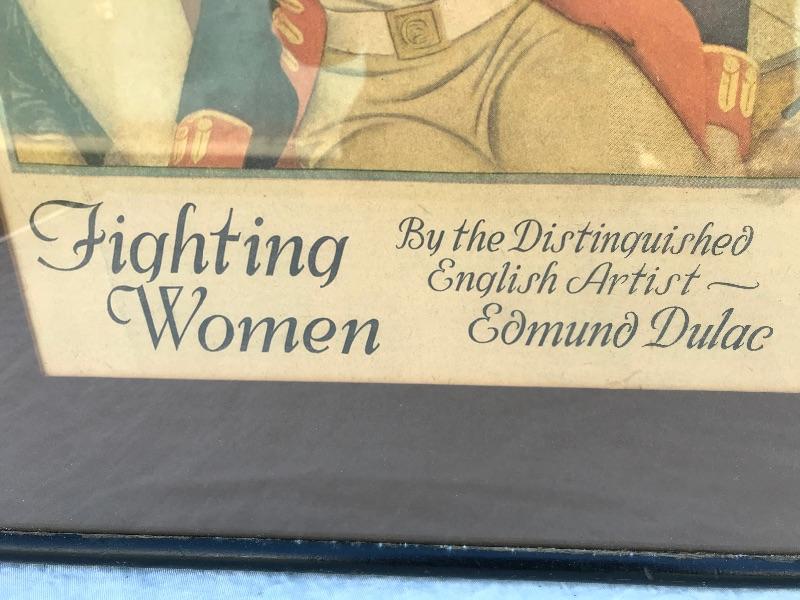 Fighting
Women
By the Distinguished
English Artist —
Edmund Dulac